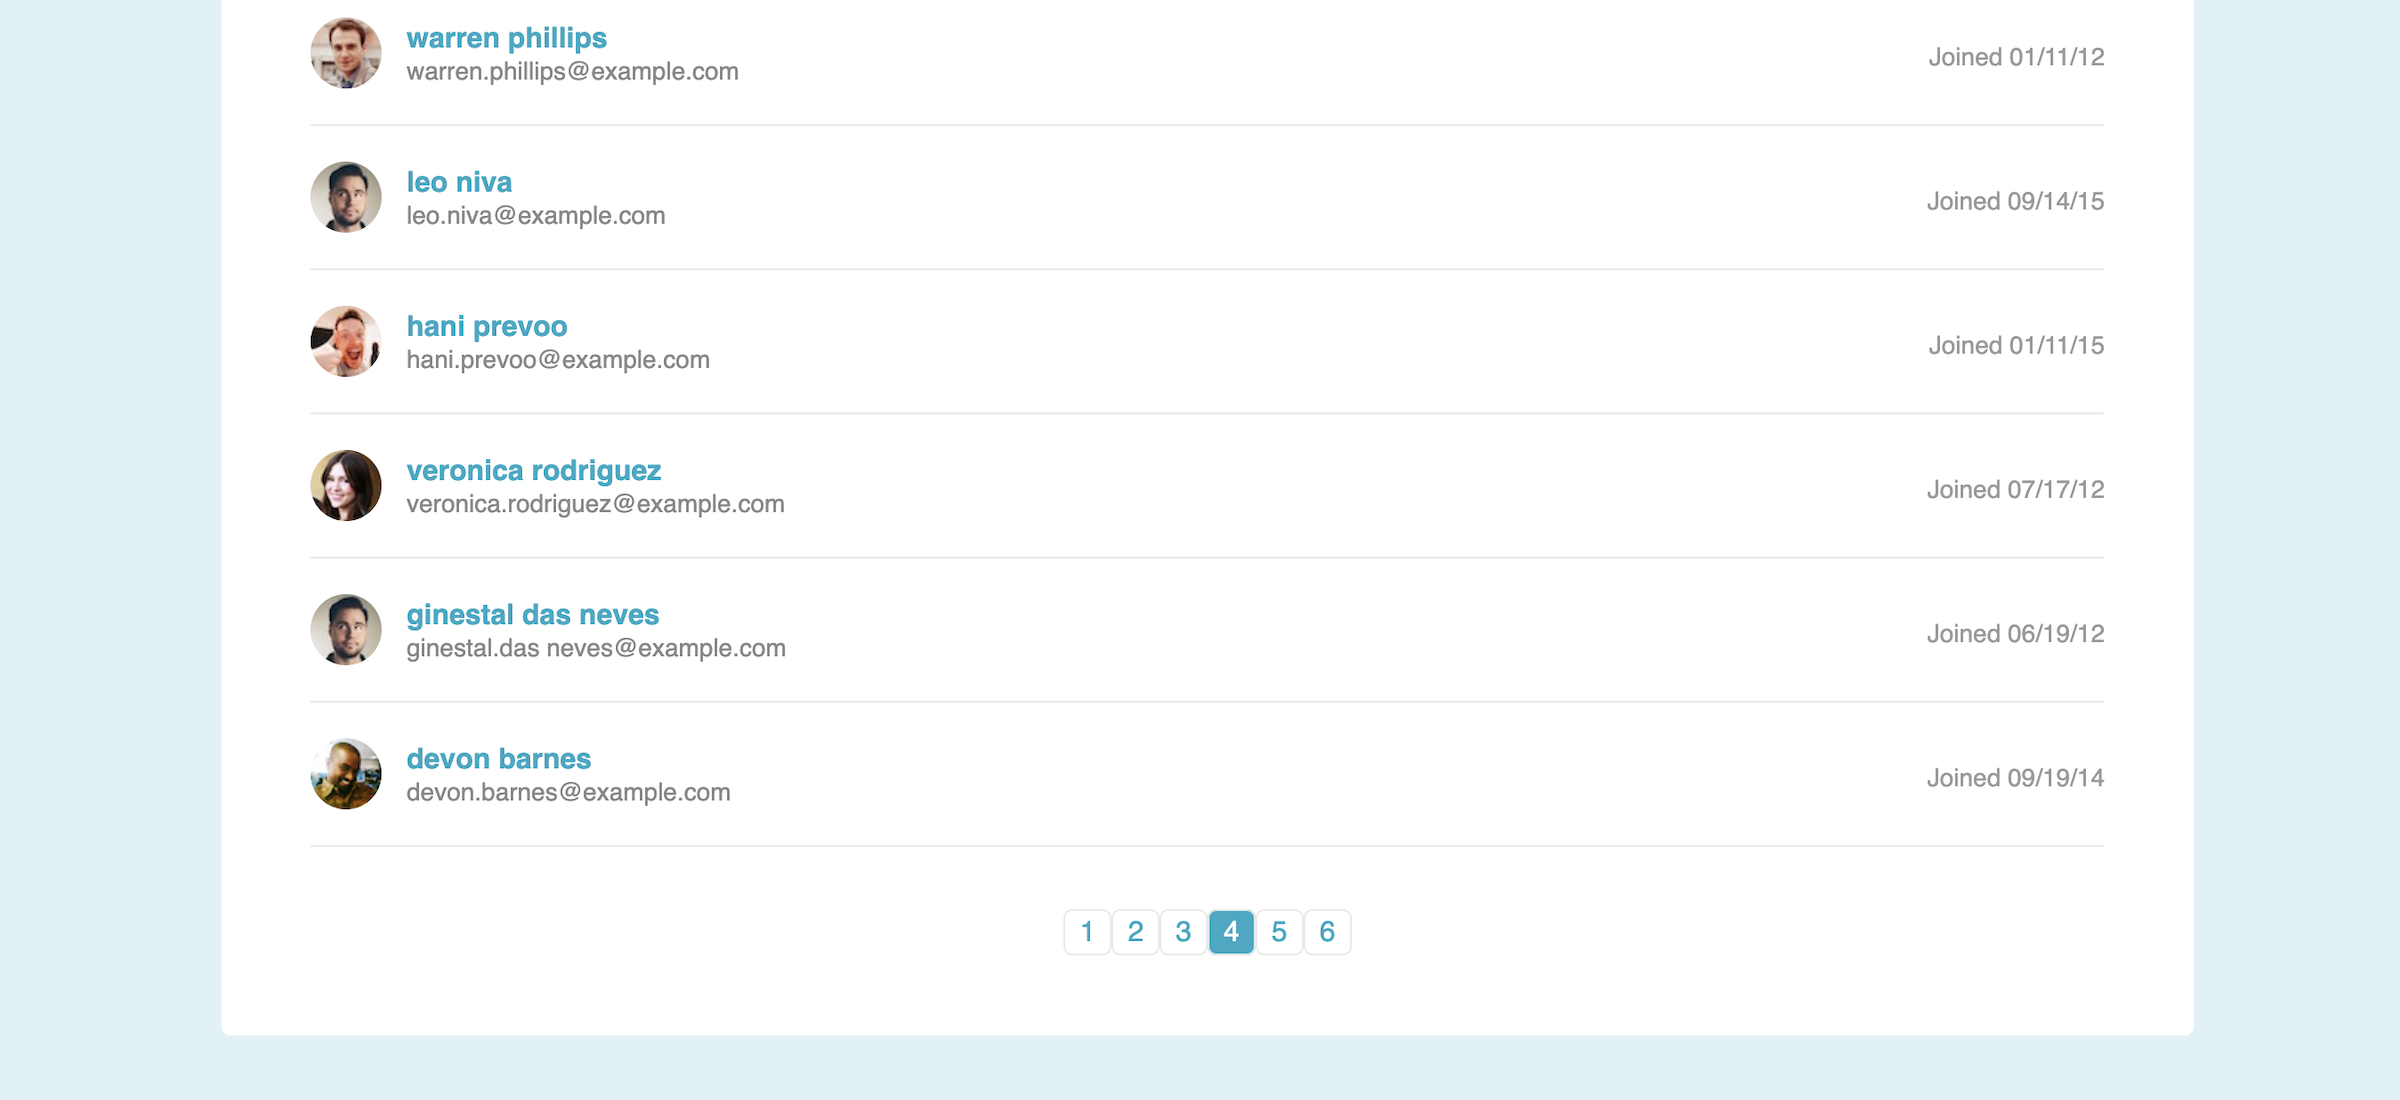 warren phillips
warren.phillips@example.com
Joined 01/11/12
leo niva
leo.niva@example.com
Joined 09/14/15
hani prevoo
hani.prevoo@example.com
Joined 01/11/15
veronica rodriguez
veronica.rodriguez@example.com
Joined 07/17/12
ginestal das neves
ginestal.das neves@example.com
Joined 06/19/12
devon barnes
devon.barnes@example.com
Joined 09/19/14
1 2 3 4 5 6